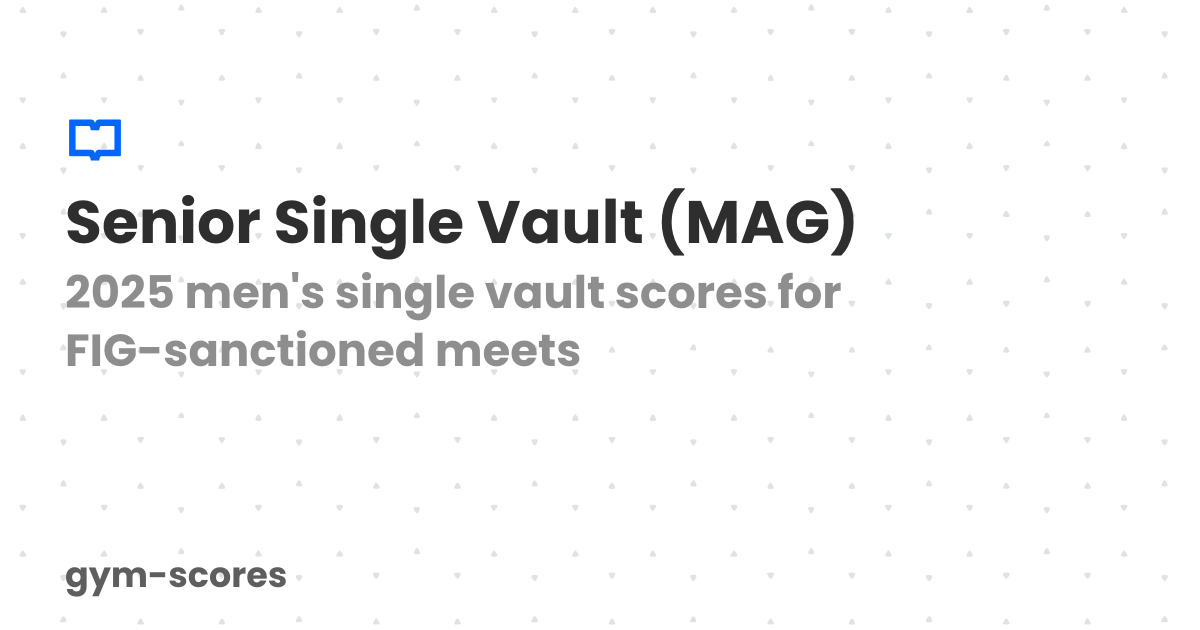 Senior Single Vault (MAG)
2025 men's single vault scores for
FIG-sanctioned meets
gym-scores